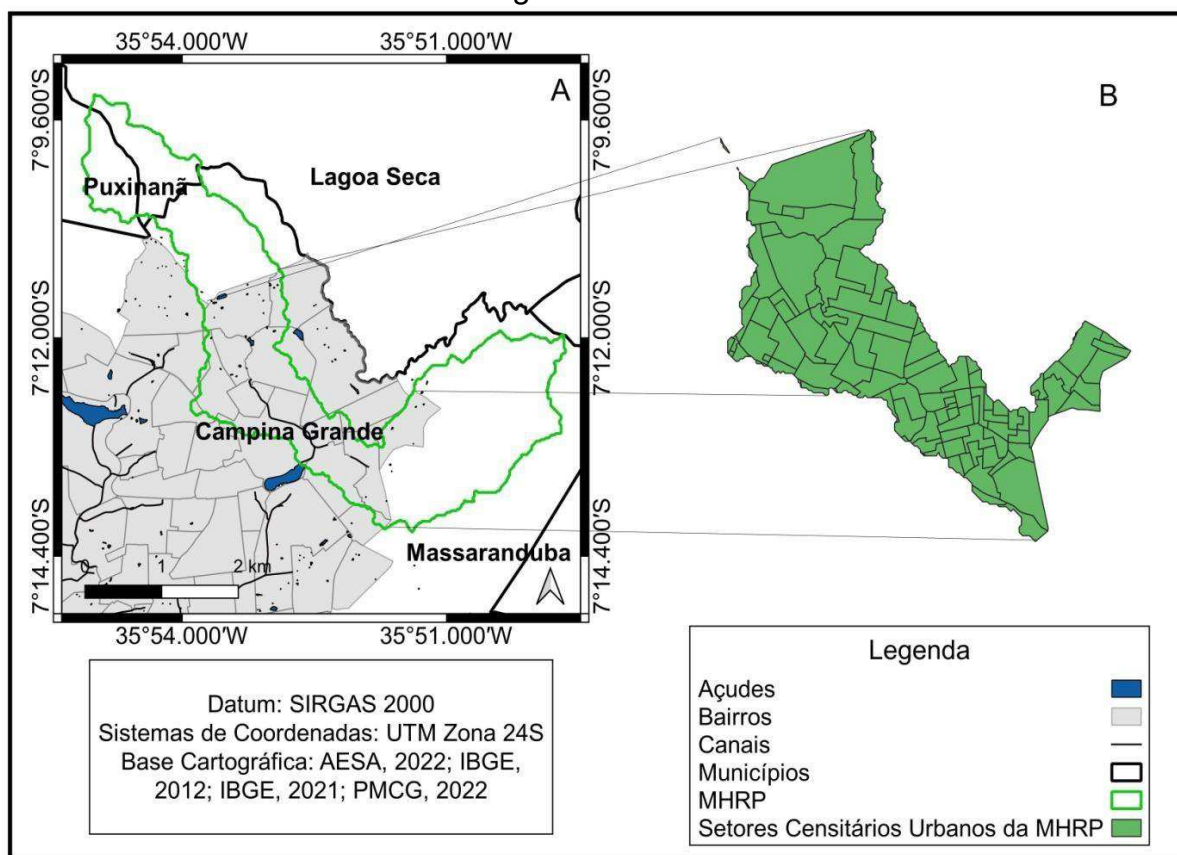 35°54.000'W
35°51.000'W
A
B
7°9.600'S
7°9.600'S
Lagoa Seca
Puxinanã
7°12.000'S
7°12.000'S
Campina Grande
Massaranduba
7°14.400'S
7°14.400'S
0 1 2 km
35°54.000'W
35°51.000'W
Datum: SIRGAS 2000
Sistemas de Coordenadas: UTM Zona 24S
Base Cartográfica: AESA, 2022; IBGE,
2012; IBGE, 2021; PMCG, 2022
Legenda
Açudes
Bairros
Canais
Municípios
MHRP
Setores Censitários Urbanos da MHRP